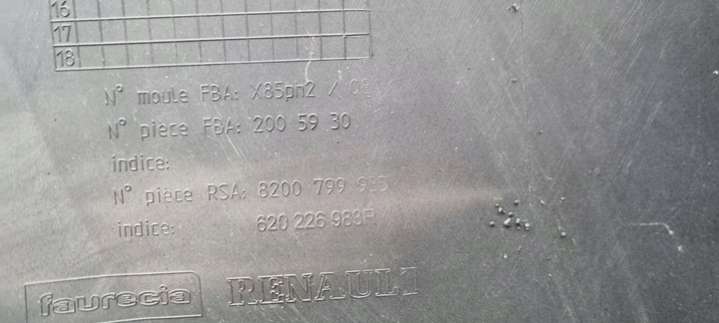 16
17
18
N° moule FBA: X85ph2 /
N° pièce FBA: 200 59 30
indice:
N° pièce RSA: 8200 799
indice: 620 226 983R
faurecia RENAULT